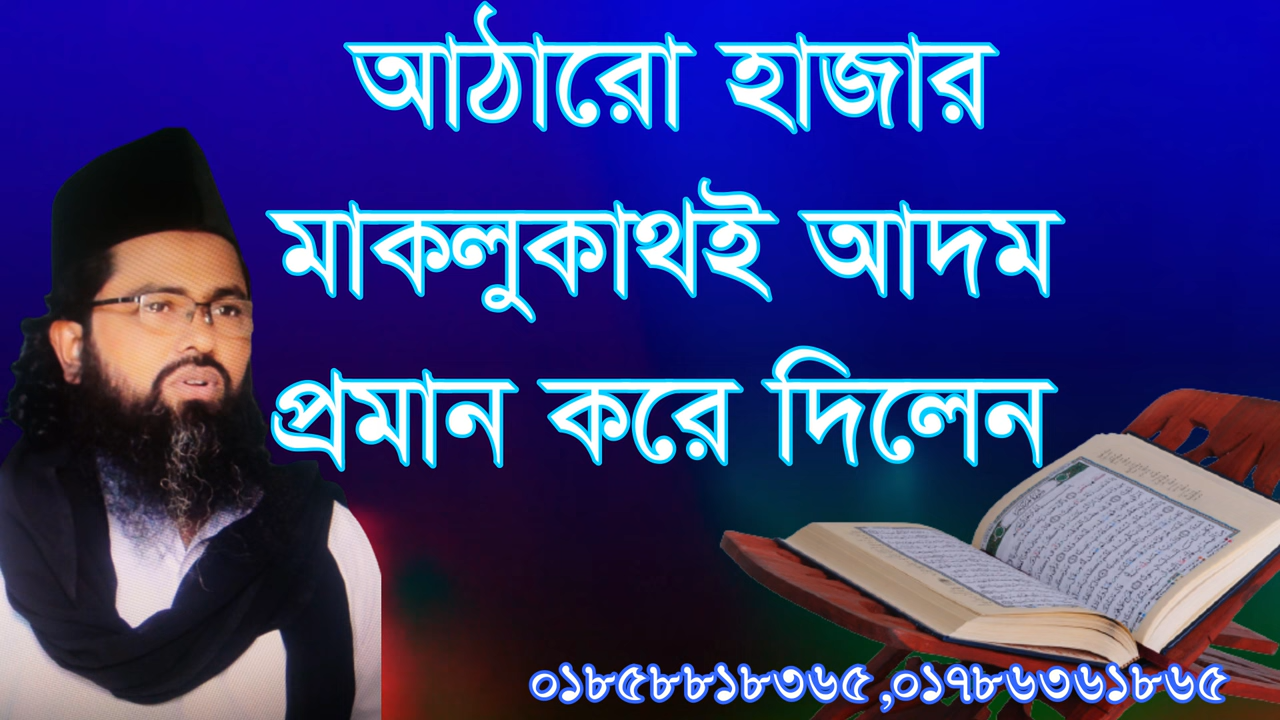 আঠারো হাজার
মাকলুকাথই আদম
প্রমান করে দিলেন
০১৮৫৮৮১৮৩৬৫,০১৭৮৬৩৬১৮৬৫